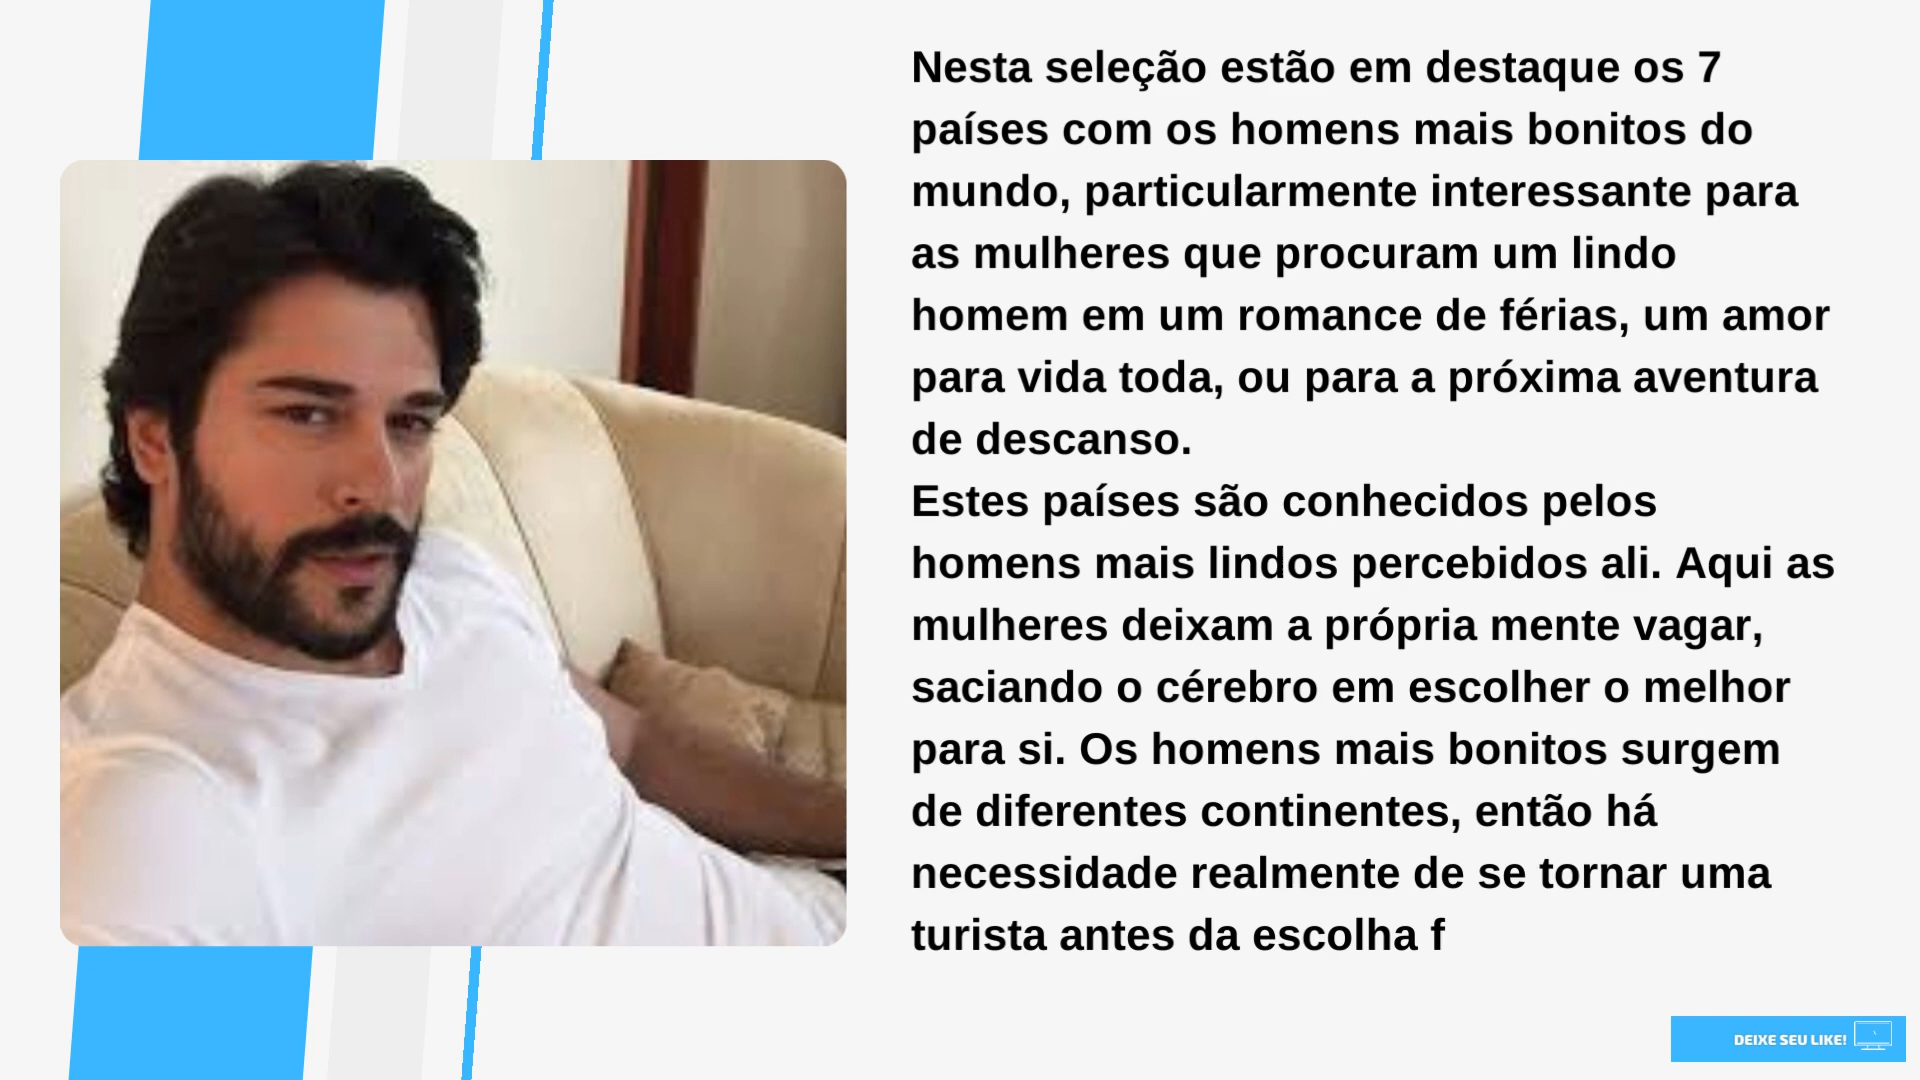 Nesta seleção estão em destaque os 7
países com os homens mais bonitos do
mundo, particularmente interessante para
as mulheres que procuram um lindo
homem em um romance de férias, um amor
para vida toda, ou para a próxima aventura
de descanso.
Estes países são conhecidos pelos
homens mais lindos percebidos ali. Aqui as
mulheres deixam a própria mente vagar,
saciando o cérebro em escolher o melhor
para si. Os homens mais bonitos surgem
de diferentes continentes, então há
necessidade realmente de se tornar uma
turista antes da escolha f
DEIXE SEU LIKE!